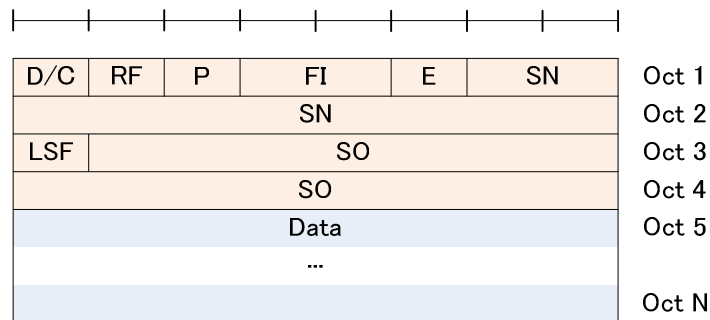 D/C RF P FI E SN Oct 1
SN Oct 2
LSF SO Oct 3
SO Oct 4
Data Oct 5
...
Oct N